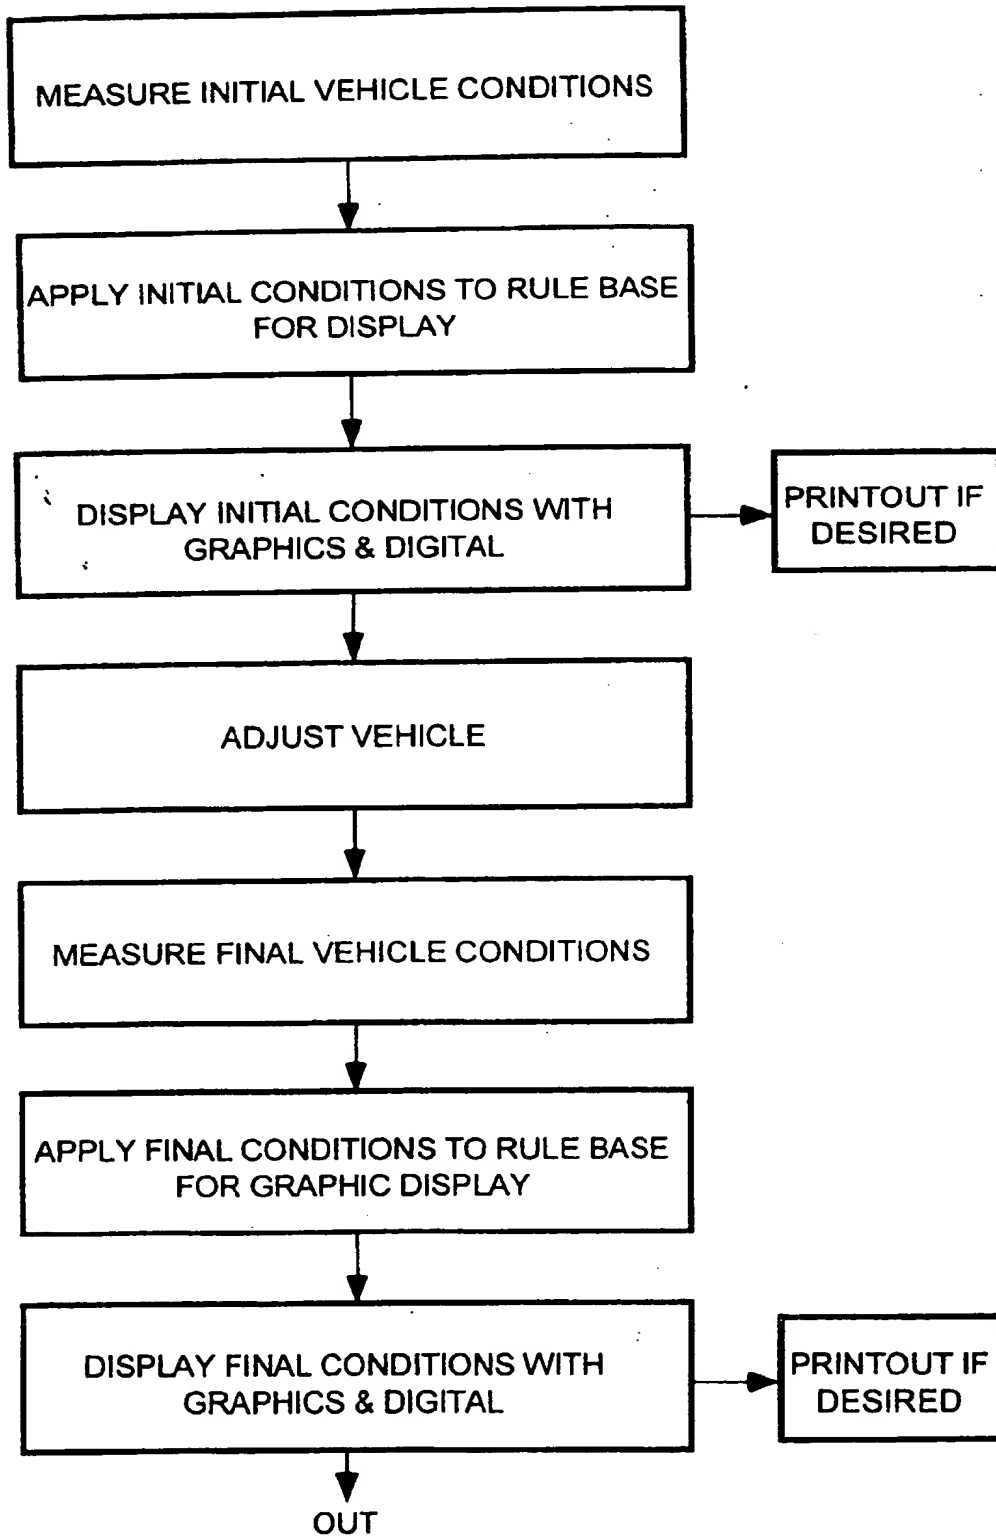 MEASURE INITIAL VEHICLE CONDITIONS
APPLY INITIAL CONDITIONS TO RULE BASE
FOR DISPLAY
DISPLAY INITIAL CONDITIONS WITH
GRAPHICS & DIGITAL
PRINTOUT IF
DESIRED
ADJUST VEHICLE
MEASURE FINAL VEHICLE CONDITIONS
APPLY FINAL CONDITIONS TO RULE BASE
FOR GRAPHIC DISPLAY
DISPLAY FINAL CONDITIONS WITH
GRAPHICS & DIGITAL
PRINTOUT IF
DESIRED
OUT